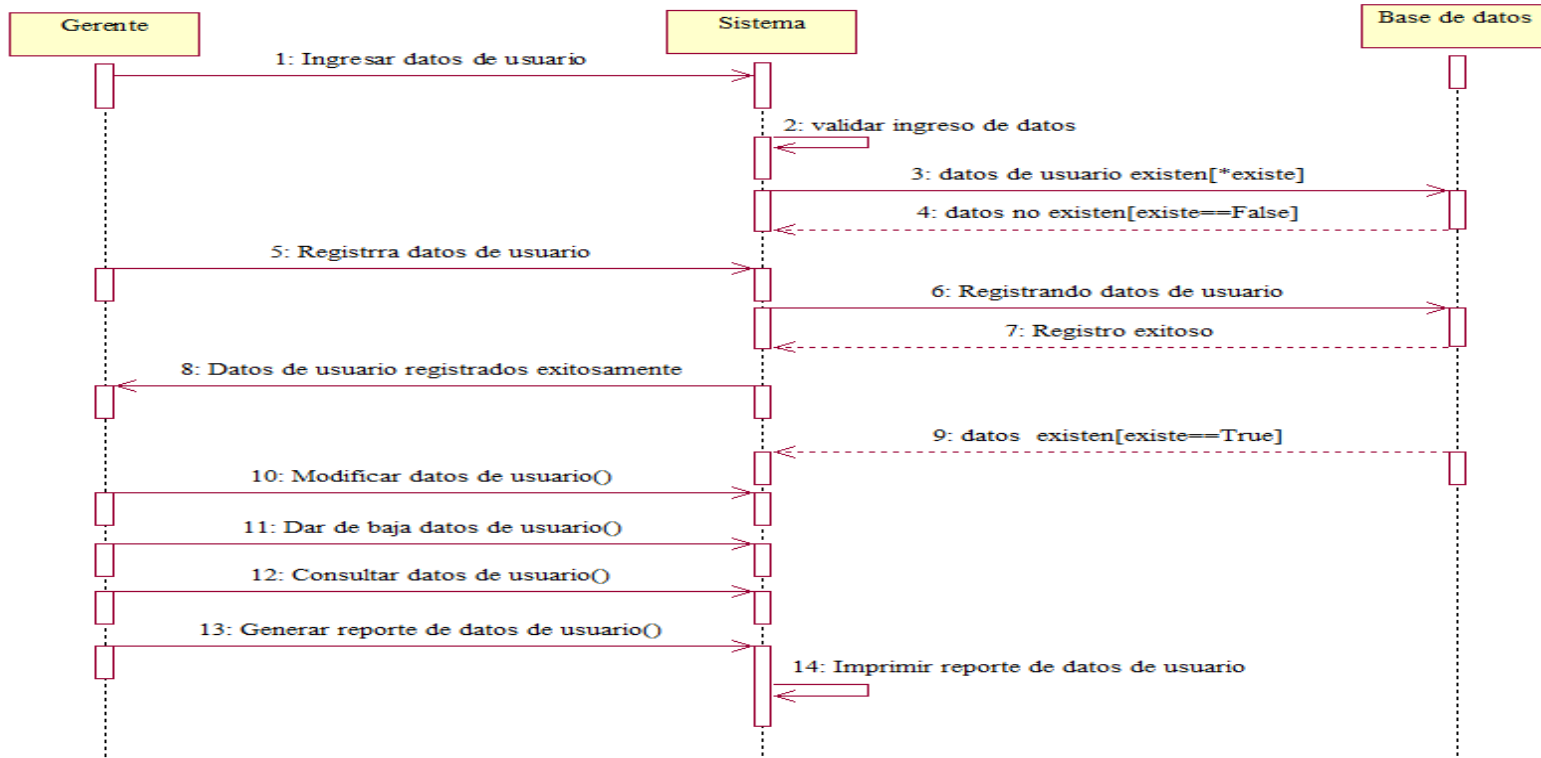 Gerente
Sistema
Base de datos
1: Ingresar datos de usuario
2: validar ingreso de datos
3: datos de usuario existen[*existe]
4: datos no existen[existe==False]
5: Registrra datos de usuario
6: Registrando datos de usuario
7: Registro exitoso
8: Datos de usuario registrados exitosamente
9: datos  existen[existe==True]
10: Modificar datos de usuario()
11: Dar de baja datos de usuario()
12: Consultar datos de usuario()
13: Generar reporte de datos de usuario()
14: Imprimir reporte de datos de usuario